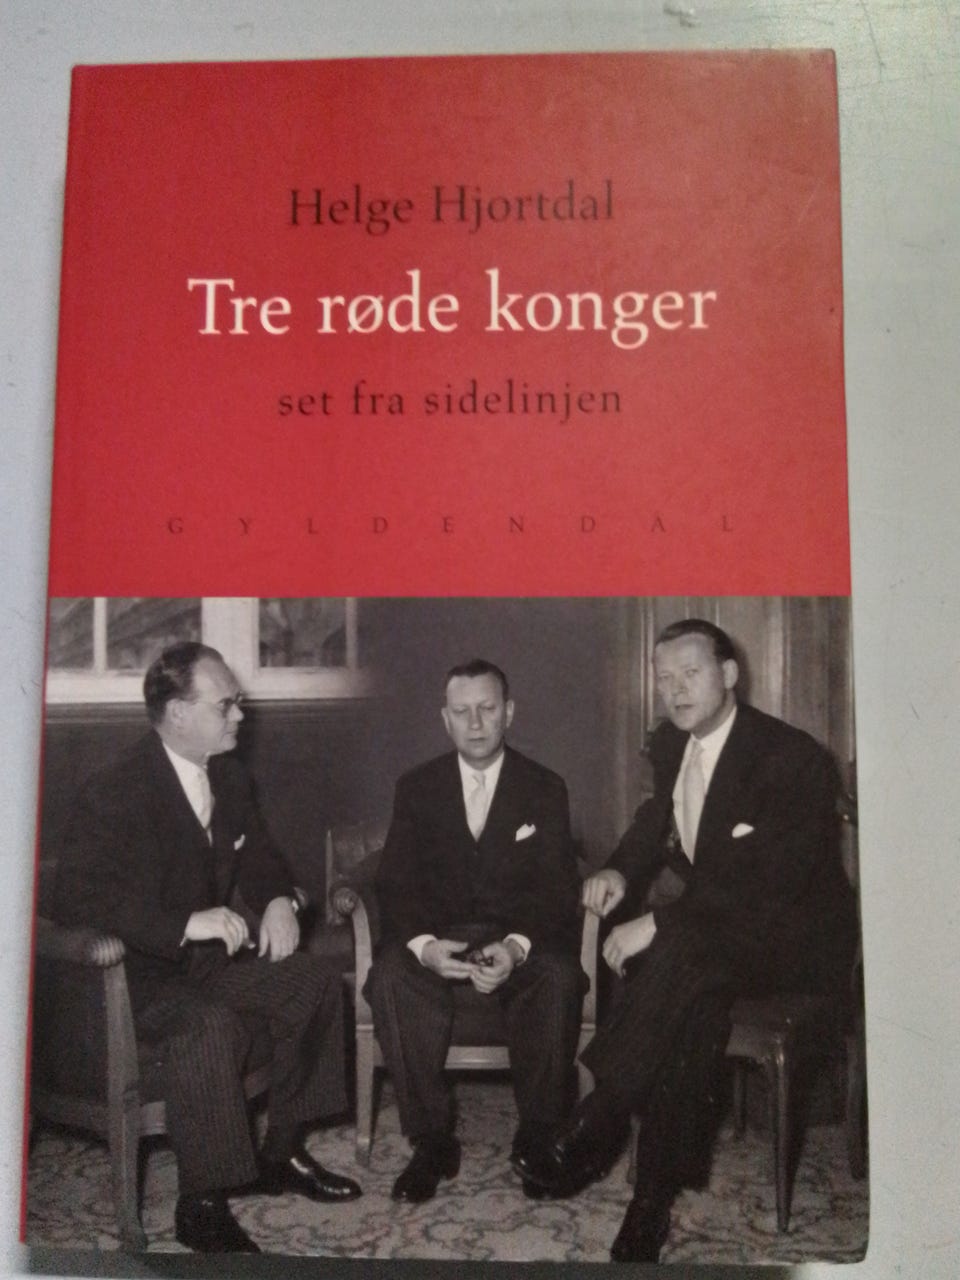 Helge Hjortdal
Tre røde konger
set fra sidelinjen
GYLDENDAL